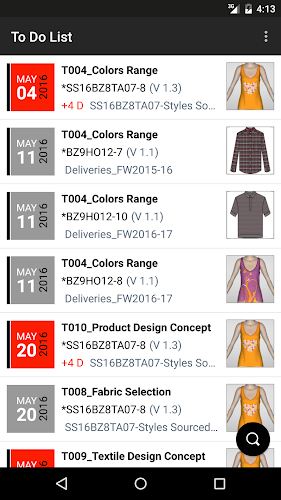 3G 4:13
To Do List
MAY 04 2016
T004_Colors Range
*SS16BZ8TA07-8 (V 1.3)
+4 D SS16BZ8TA07-Styles So...
MAY 11 2016
T004_Colors Range
*BZ9HO12-7 (V 1.1)
Deliveries_FW2015-16
MAY 11 2016
T004_Colors Range
*BZ9H012-10 (V 1.1)
Deliveries_FW2016-17
MAY 11 2016
T004_Colors Range
*BZ9HO12-8 (V 1.1)
Deliveries_FW2016-17
MAY 20 2016
T010_Product Design Concept
*SS16BZ8TA07-8 (V 1.3)
+4 D SS16BZ8TA07-Styles So...
MAY 20 2016
T008_Fabric Selection
*SS16BZ8TA07-8 (V 1.3)
SS16BZ8TA07-Styles Sourced...
MAY
T009_Textile Design Concept